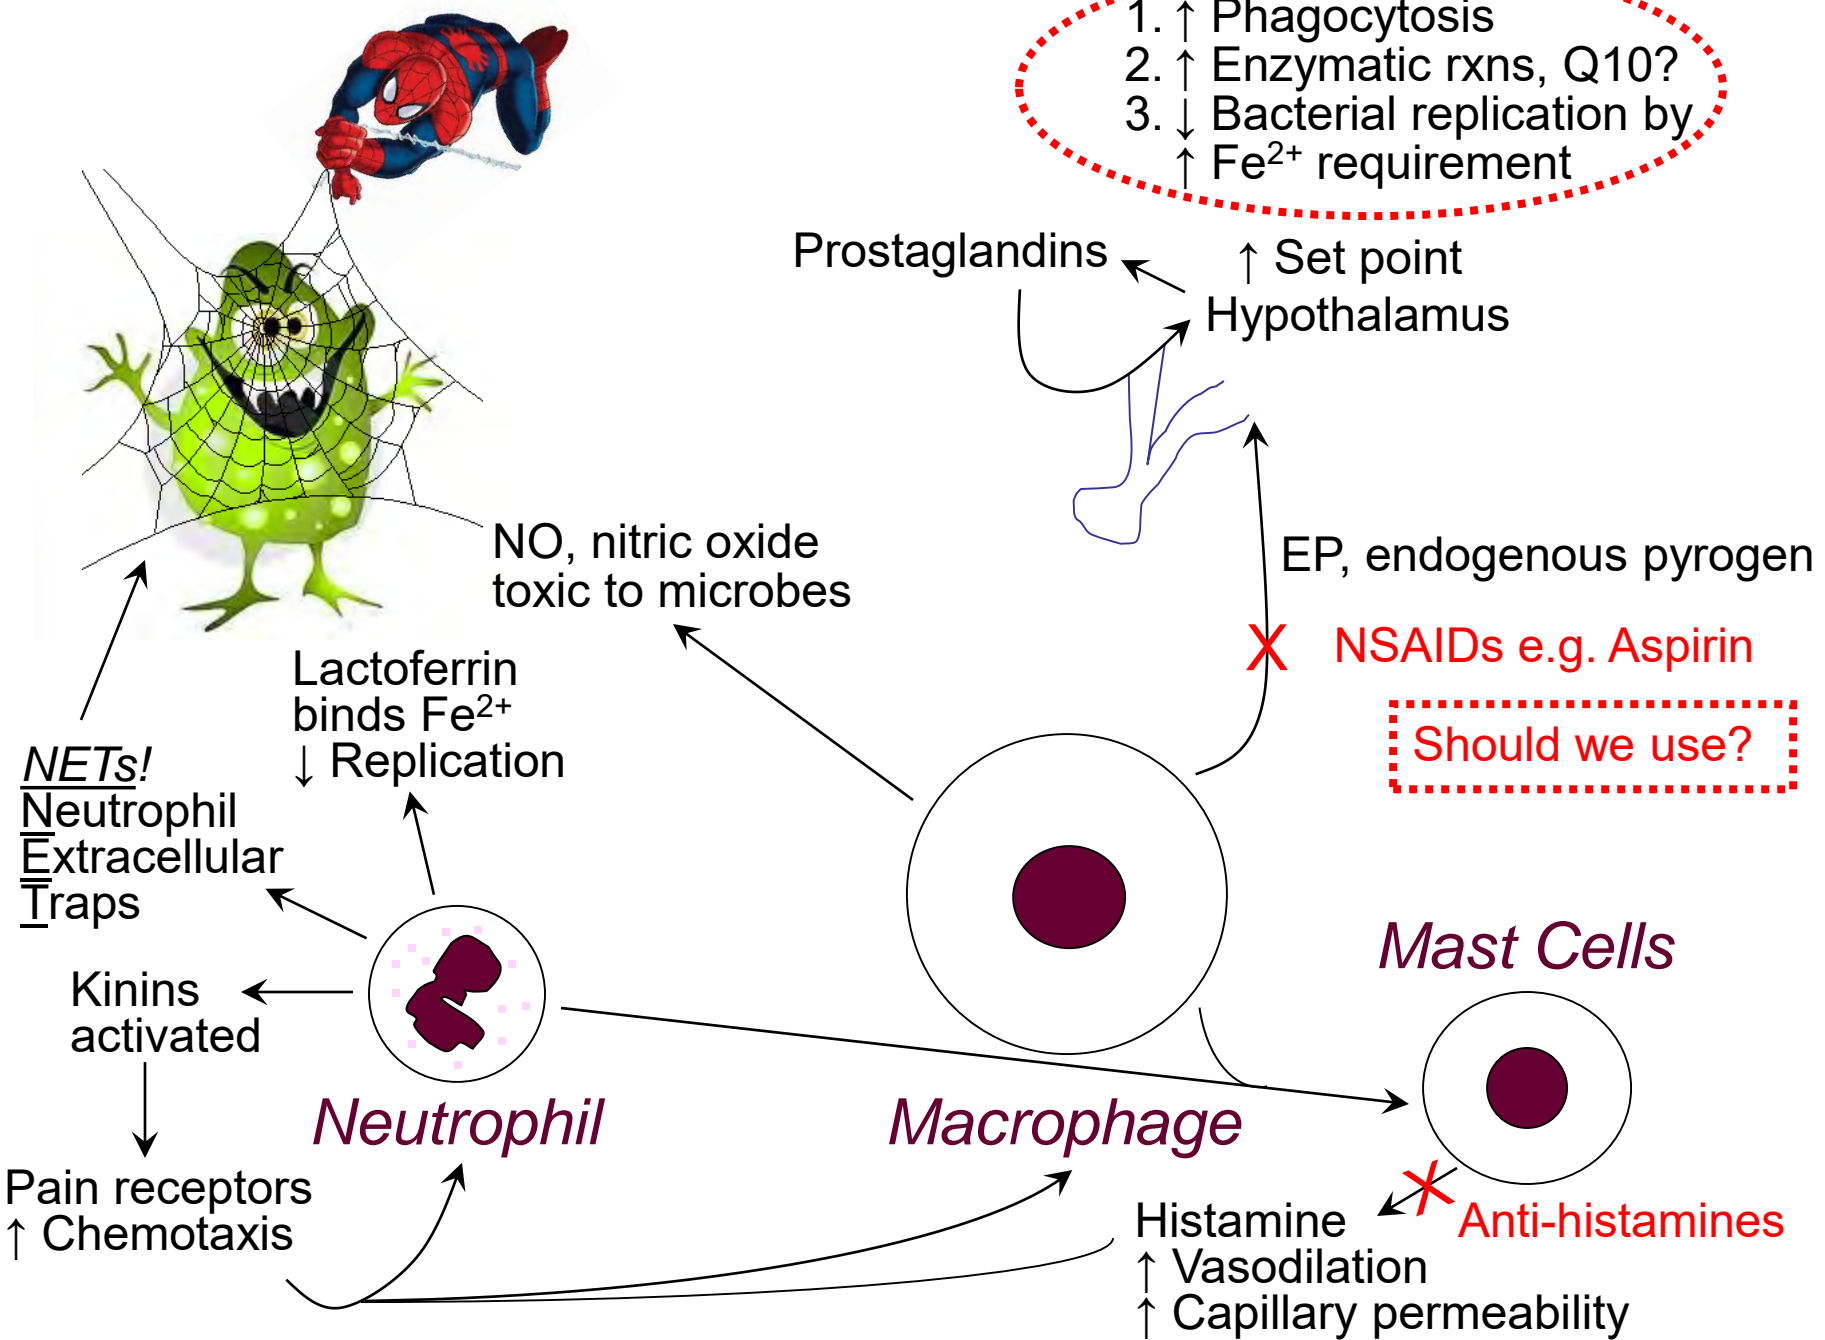 1. ↑ Phagocytosis
2. ↑ Enzymatic rxns, Q10?
3. ↓ Bacterial replication by
↑ Fe2+ requirement
Prostaglandins
↑ Set point
Hypothalamus
NO, nitric oxide
toxic to microbes
EP, endogenous pyrogen
X
NSAIDs e.g. Aspirin
Should we use?
Lactoferrin
binds Fe2+
↓ Replication
NETs!
Neutrophil
Extracellular
Traps
Mast Cells
Kinins
activated
Neutrophil
Macrophage
Pain receptors
↑ Chemotaxis
X
Histamine
Anti-histamines
↑ Vasodilation
↑ Capillary permeability